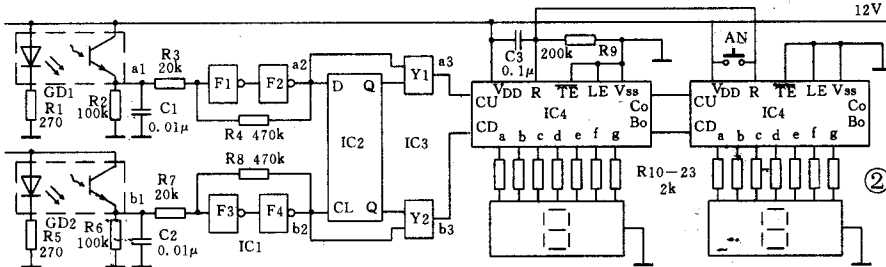 12V
a1
R3
20k
a2
a3
C3
0.1μ
200k
R9
AN
GD1
R1
270
R2
100k
C1
0.01μ
F1
F2
R4 470k
D
Q
IC2
CL
Q
Y1
IC3
Y2
VDD
R
TE
LE
Vss
CU
CD
IC4
Co
Bo
a
b
c
d
e
f
g
VDD
R
TE
LE
Vss
CU
CD
IC4
Co
Bo
a
b
c
d
e
f
g
R10-23
2k
②
R8 470k
b1
R7
20k
F3
F4
b2
b3
GD2
R5
270
R6
100k
C2
0.01μ
IC1